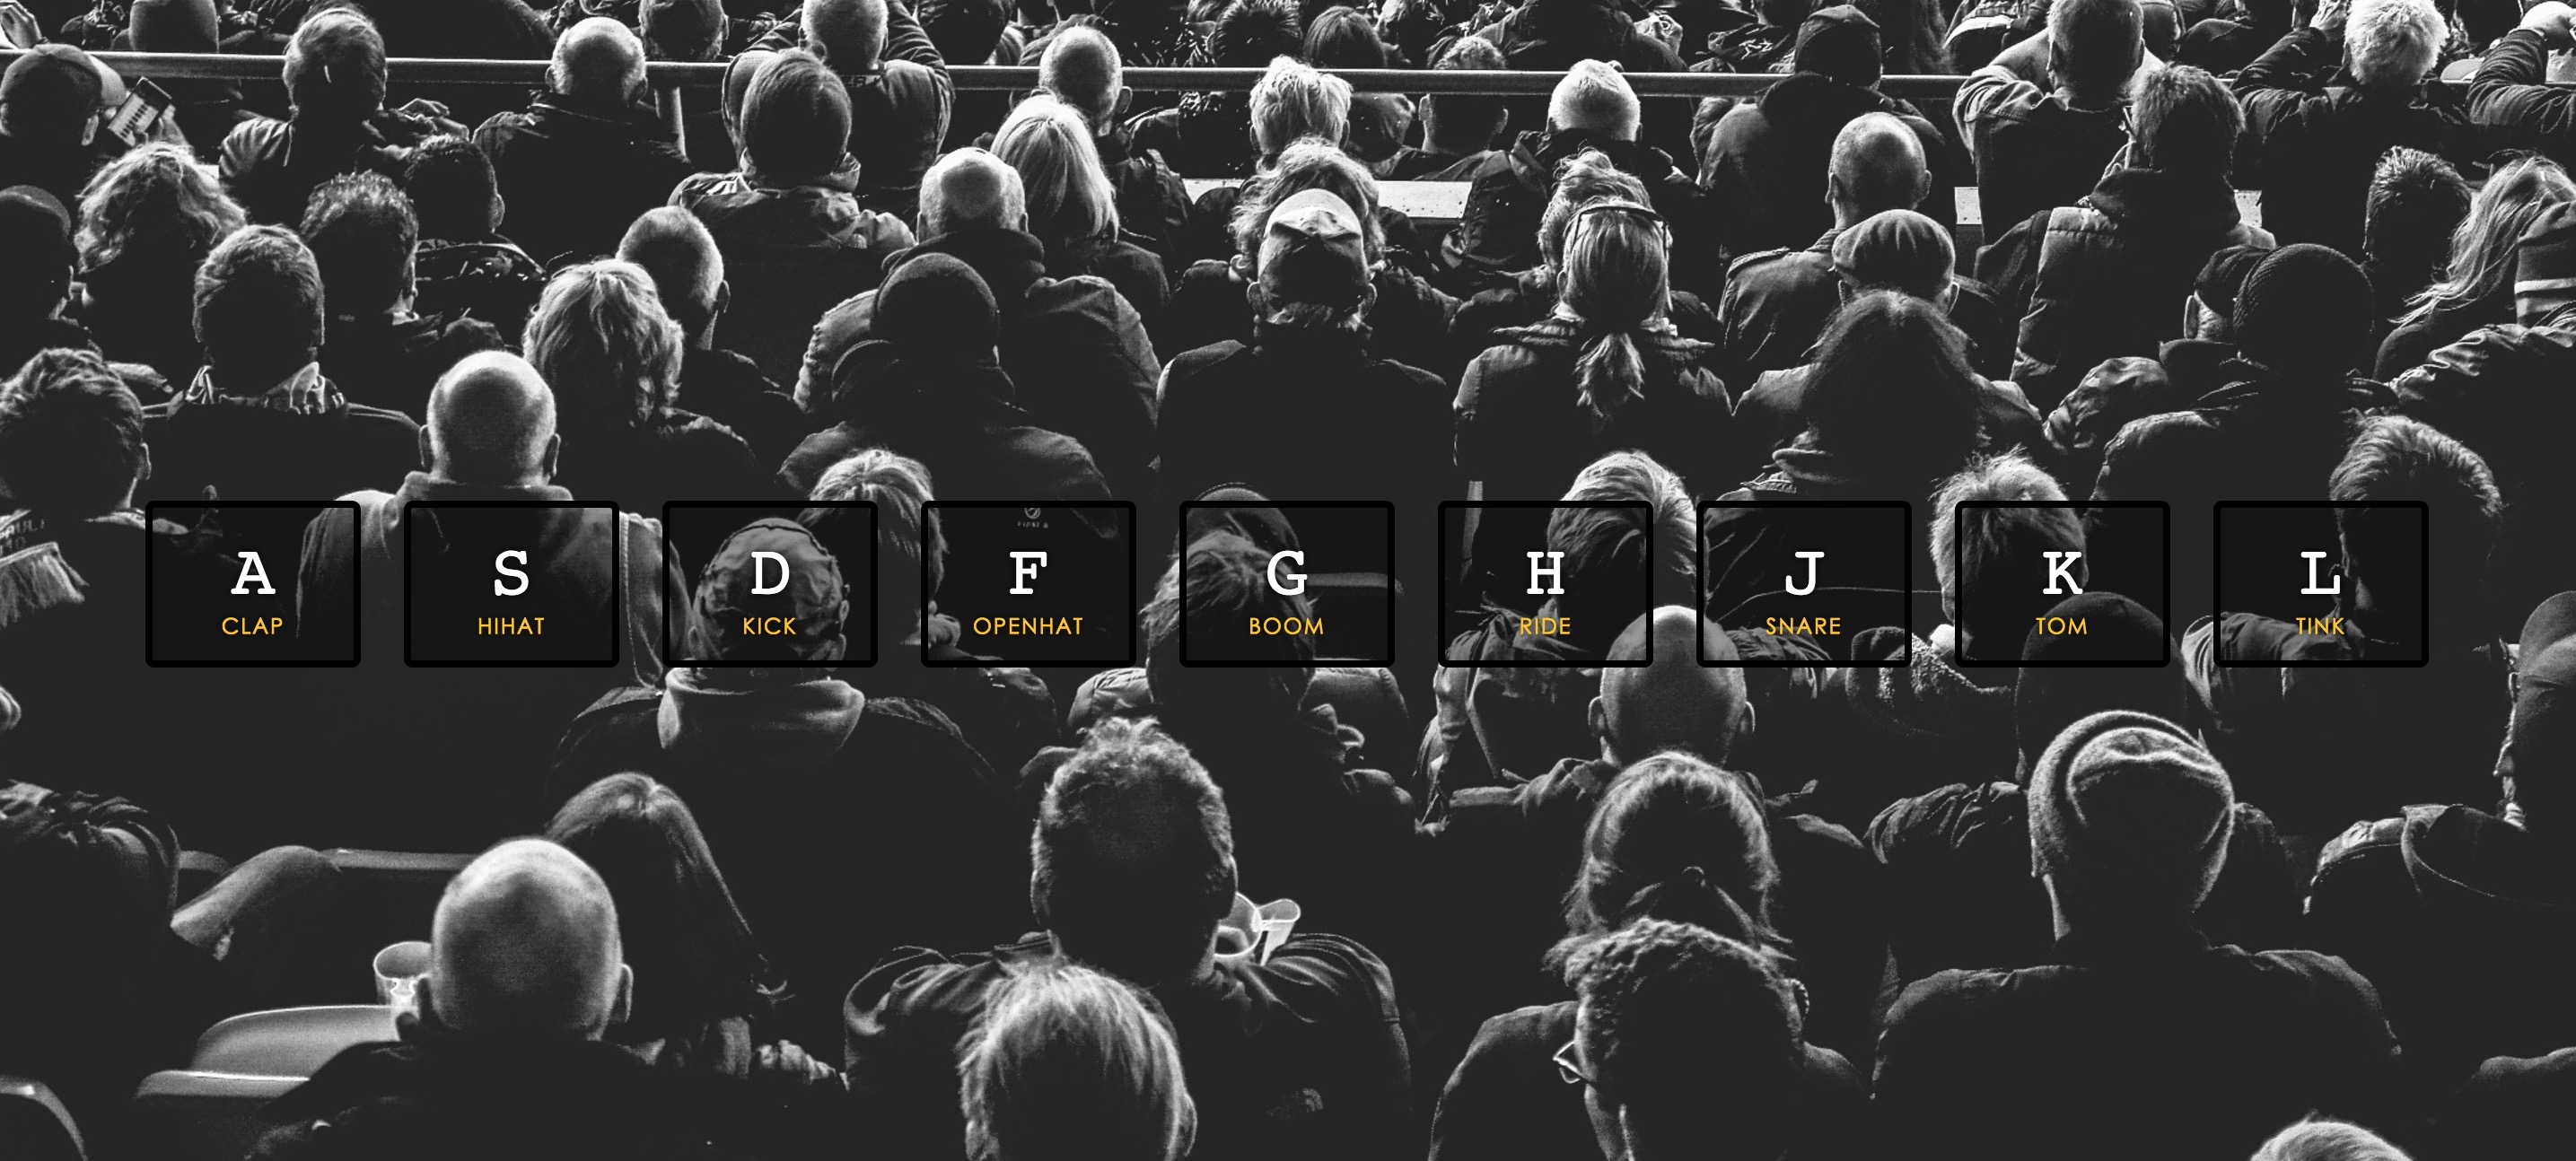 A S D F G H J K L
CLAP HIHAT KICK OPENHAT BOOM RIDE SNARE TOM TINK